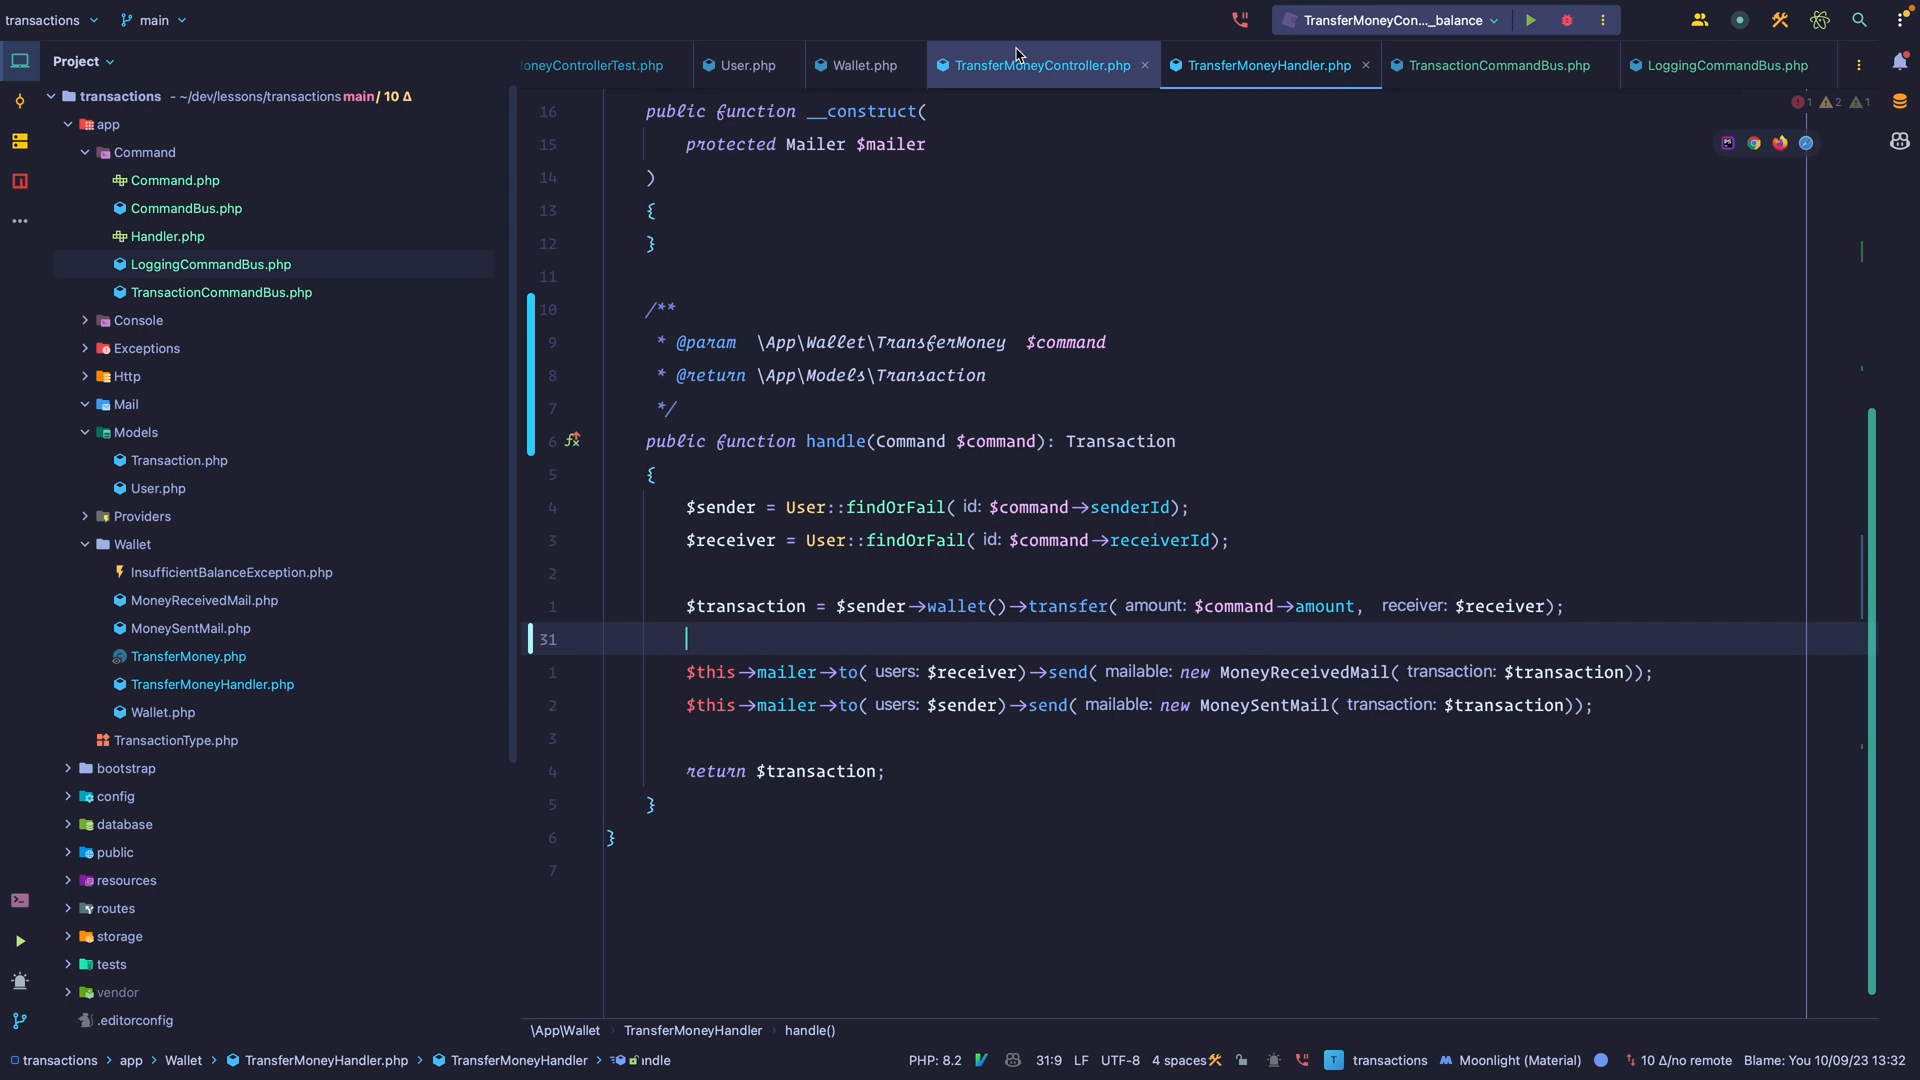 transactions
main
TransferMoneyCon..._balance
Project
oneyControllerTest.php
User.php
Wallet.php
TransferMoneyController.php
TransferMoneyHandler.php
TransactionCommandBus.php
LoggingCommandBus.php
transactions - ~/dev/lessons/transactions main / 10 Δ
app
Command
Command.php
CommandBus.php
Handler.php
LoggingCommandBus.php
TransactionCommandBus.php
Console
Exceptions
Http
Mail
Models
Transaction.php
User.php
Providers
Wallet
InsufficientBalanceException.php
MoneyReceivedMail.php
MoneySentMail.php
TransferMoney.php
TransferMoneyHandler.php
Wallet.php
TransactionType.php
bootstrap
config
database
public
resources
routes
storage
tests
vendor
.editorconfig
1 2 1
16 public function __construct(
15 protected Mailer $mailer
14 )
13 {
12 }
11
10 /**
9 * @param \App\Wallet\TransferMoney $command
8 * @return \App\Models\Transaction
7 */
6 public function handle(Command $command): Transaction
5 {
4 $sender = User::findOrFail( id: $command→senderId);
3 $receiver = User::findOrFail( id: $command→receiverId);
2
1 $transaction = $sender→wallet()→transfer( amount: $command→amount, receiver: $receiver);
31
1 $this→mailer→to( users: $receiver)→send( mailable: new MoneyReceivedMail( transaction: $transaction));
2 $this→mailer→to( users: $sender)→send( mailable: new MoneySentMail( transaction: $transaction));
3
4 return $transaction;
5 }
6 }
7
\App\Wallet › TransferMoneyHandler › handle()
transactions › app › Wallet › TransferMoneyHandler.php › TransferMoneyHandler › ndle
PHP: 8.2
31:9
LF
UTF-8
4 spaces
T transactions
Moonlight (Material)
10 Δ/no remote
Blame: You 10/09/23 13:32